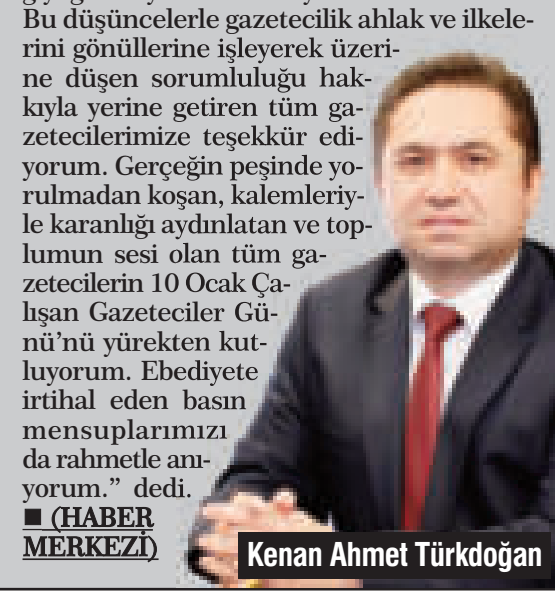 Bu düşüncelerle gazetecilik ahlak ve ilkele-
rini gönüllerine işleyerek üzeri-
ne düşen sorumluluğu hak-
kıyla yerine getiren tüm ga-
zetecilerimize teşekkür edi-
yorum. Gerçeğin peşinde yo-
rulmadan koşan, kalemleriy-
le karanlığı aydınlatan ve top-
lumun sesi olan tüm ga-
zetecilerin 10 Ocak Ça-
lışan Gazeteciler Gü-
nü’nü yürekten kut-
luyorum. Ebediyete
irtihal eden basın
mensuplarımızı
da rahmetle anı-
yorum.” dedi.
■ (HABER
MERKEZİ)
Kenan Ahmet Türkdoğan